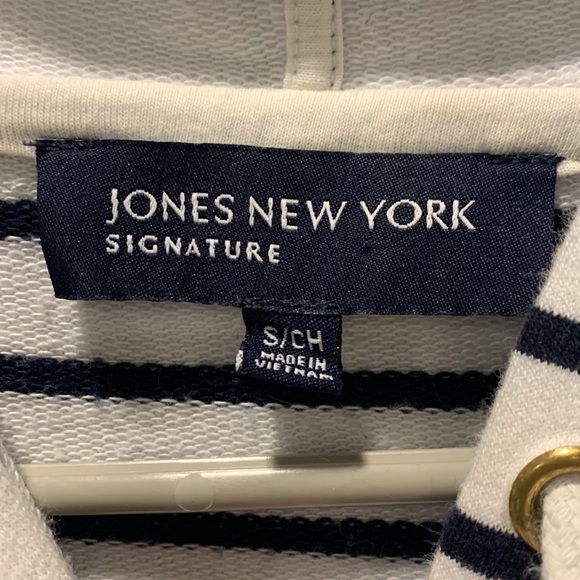 JONES NEW YORK
SIGNATURE
S/CH
MADE IN
VIETNAM